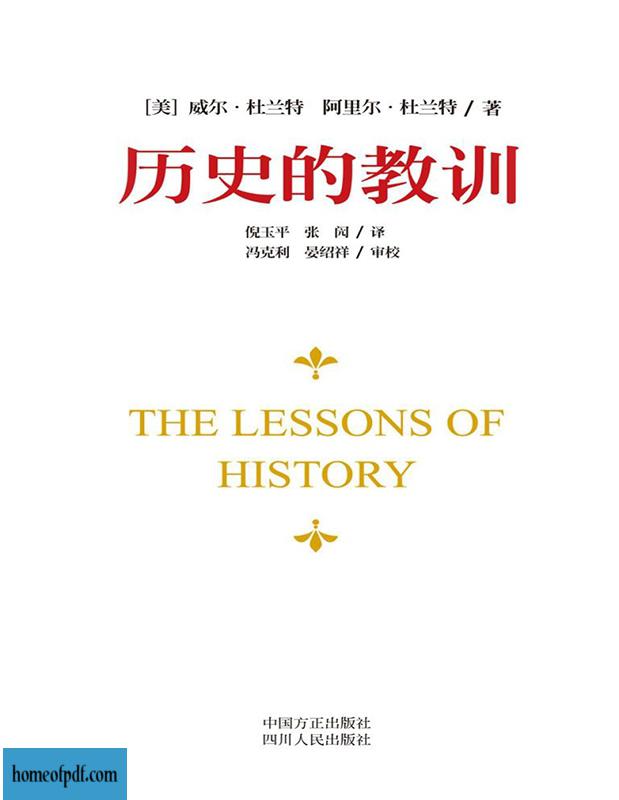 [美] 威尔·杜兰特 阿里尔·杜兰特 / 著
历史的教训
倪玉平 张闶 / 译
冯克利 晏绍祥 / 审校
THE LESSONS OF
HISTORY
中国方正出版社
四川人民出版社
homeofpdf.com